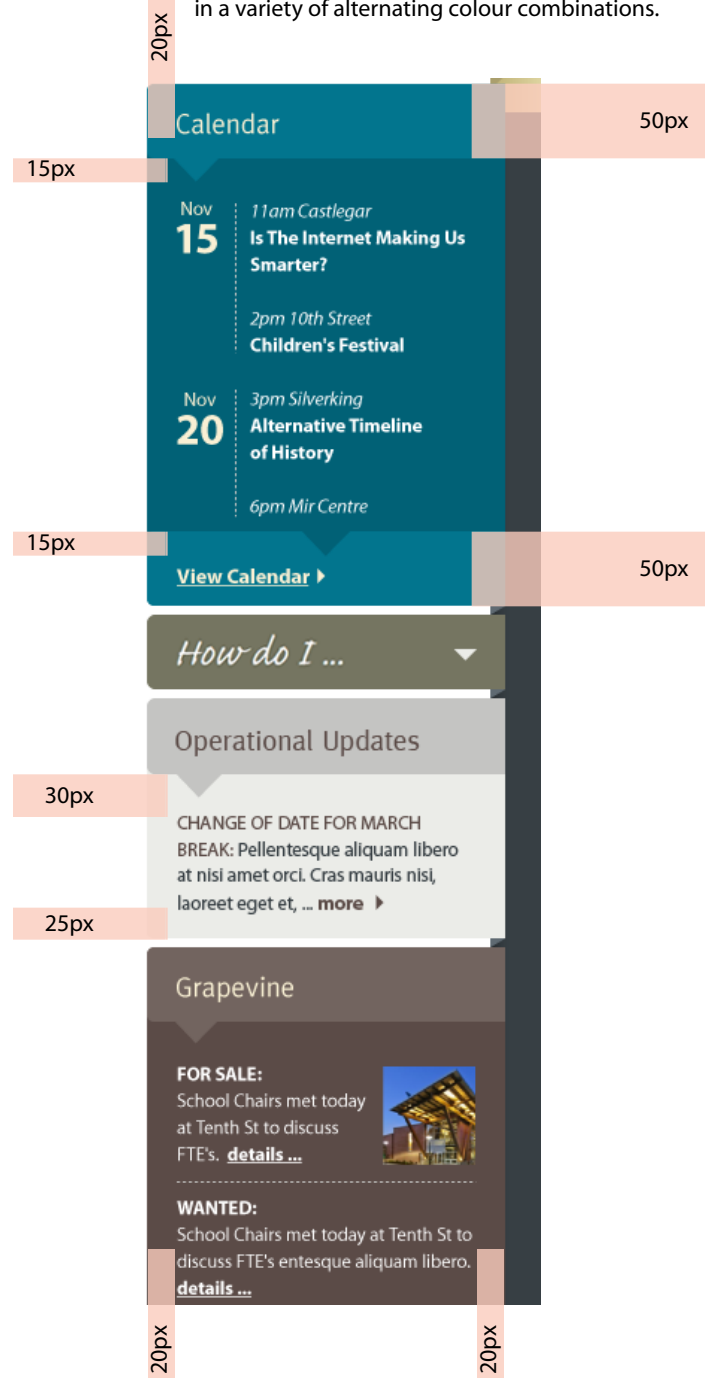 in a variety of alternating colour combinations.
20px
Calendar
50px
15px
Nov
15
11am Castlegar
Is The Internet Making Us
Smarter?
2pm 10th Street
Children's Festival
Nov
20
3pm Silverking
Alternative Timeline
of History
6pm Mir Centre
15px
View Calendar
50px
How do I ...
Operational Updates
30px
CHANGE OF DATE FOR MARCH
BREAK: Pellentesque aliquam libero
at nisi amet orci. Cras mauris nisi,
laoreet eget et, ... more
25px
Grapevine
FOR SALE:
School Chairs met today
at Tenth St to discuss
FTE's. details ...
WANTED:
School Chairs met today at Tenth St to
discuss FTE's entesque aliquam libero.
details ...
20px
20px